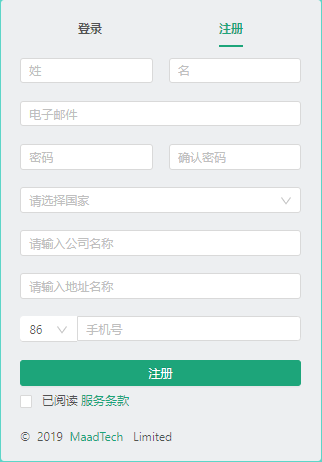 登录 注册
姓 名
电子邮件
密码 确认密码
请选择国家
请输入公司名称
请输入地址名称
86 手机号
注册
已阅读 服务条款
© 2019 MaadTech Limited